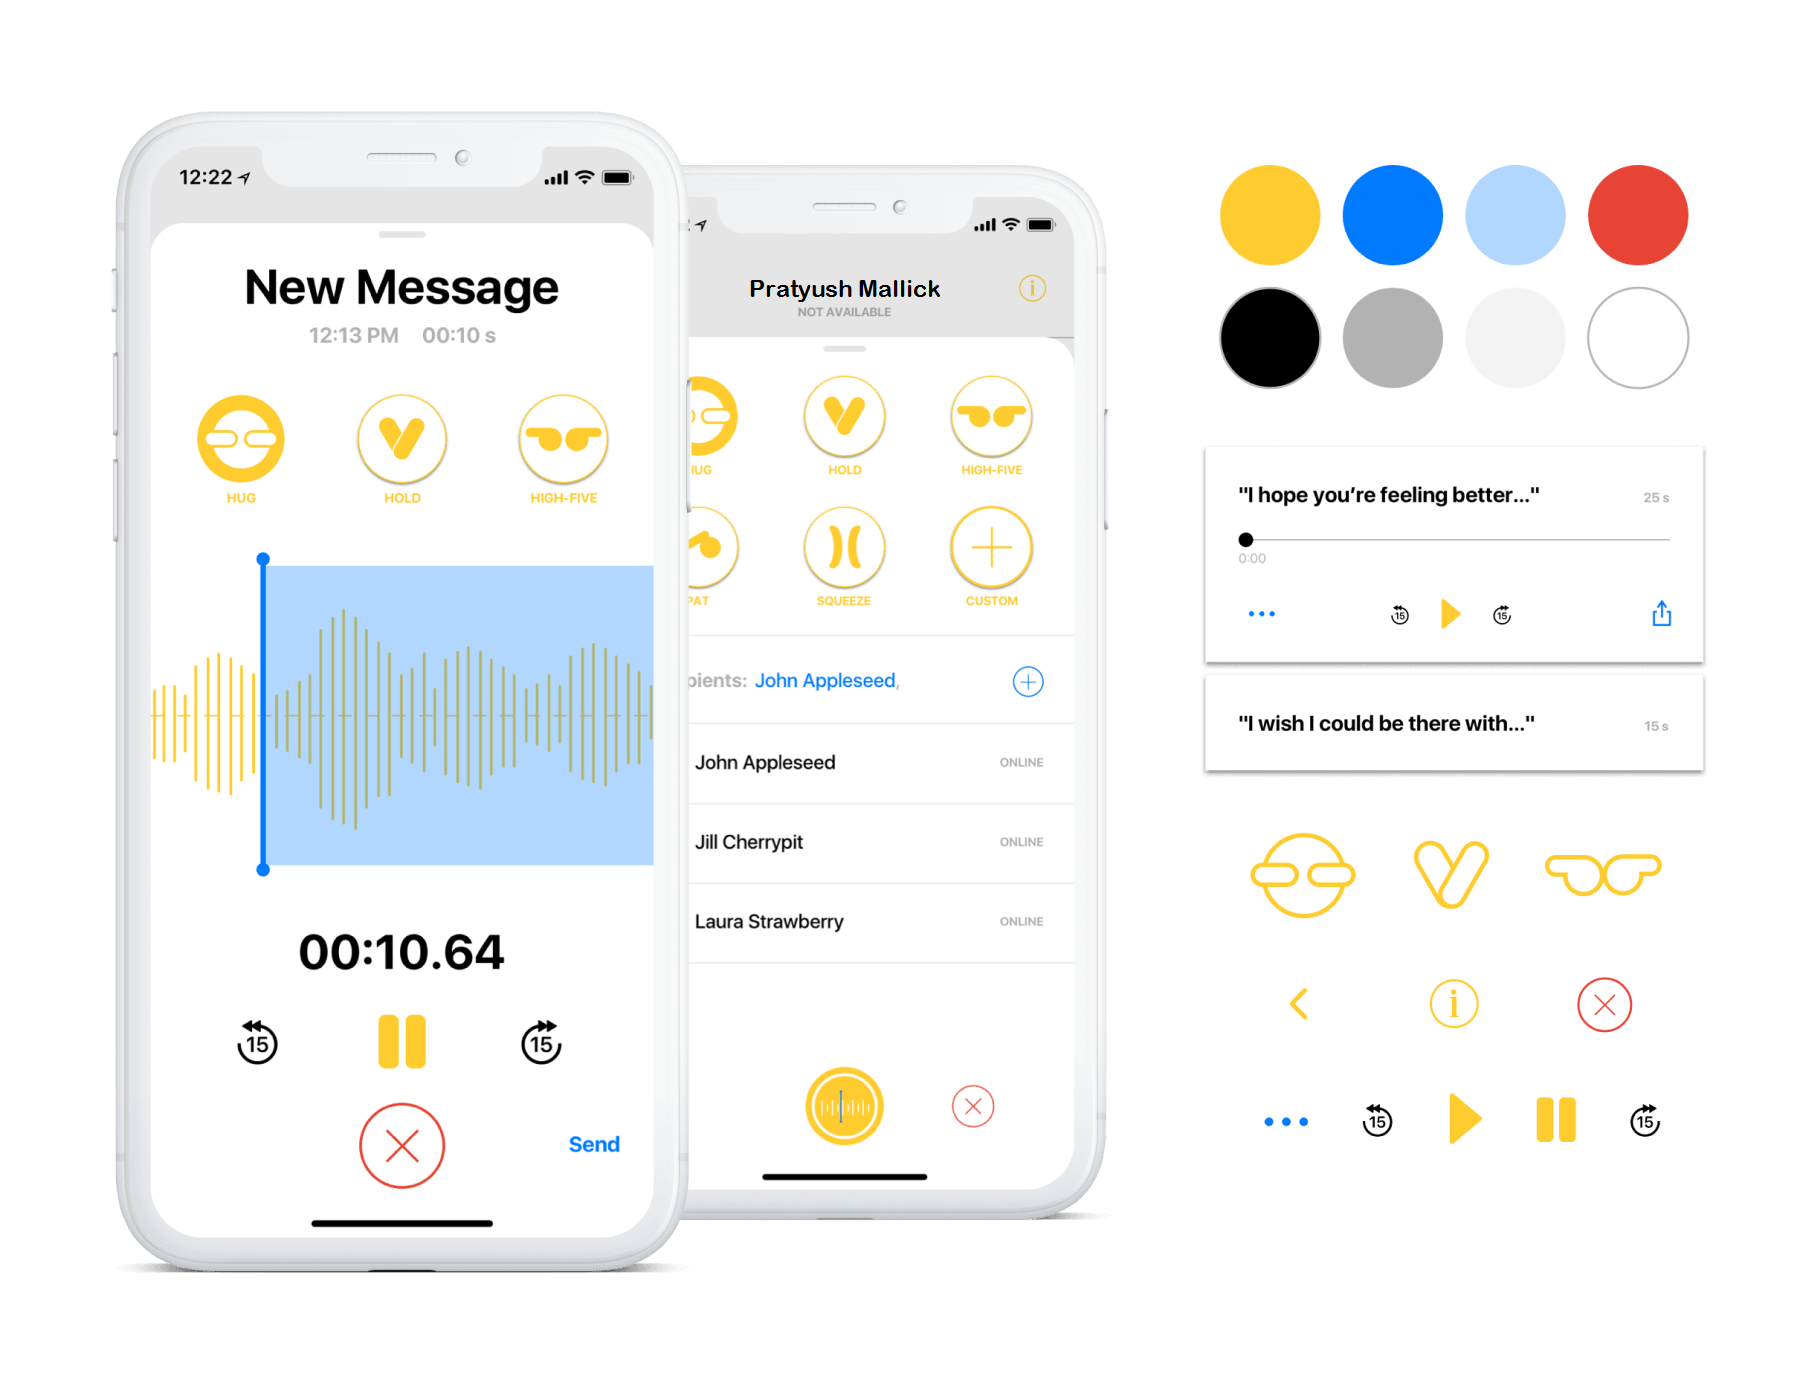 12:22
New Message
12:13 PM 00:10 s
HUG HOLD HIGH-FIVE
00:10.64
15 15
Send
Pratyush Mallick
NOT AVAILABLE
HOLD HIGH-FIVE
PAT SQUEEZE CUSTOM
John Appleseed,
John Appleseed ONLINE
Jill Cherrypit ONLINE
Laura Strawberry ONLINE
"I hope you're feeling better..." 25 s
0:00
15 15
"I wish I could be there with..." 15 s
i
15 15